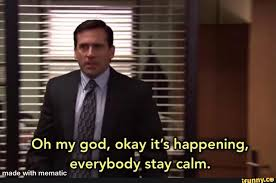 Oh my god, okay it's happening,
everybody stay calm.
made with mematic
ifunny.co